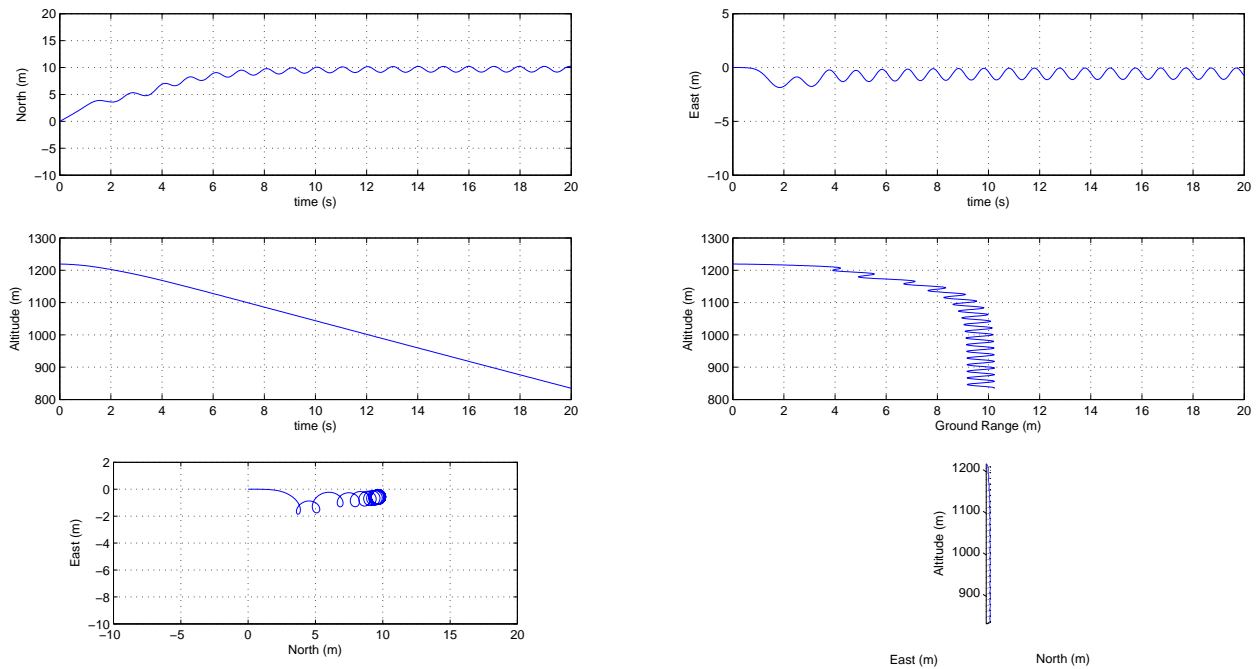 20
15
10
5
0
−5
−10
North (m)
0 2 4 6 8 10 12 14 16 18 20
time (s)
5
0
−5
−10
East (m)
0 2 4 6 8 10 12 14 16 18 20
time (s)
1300
1200
1100
1000
900
800
Altitude (m)
0 2 4 6 8 10 12 14 16 18 20
time (s)
1300
1200
1100
1000
900
800
Altitude (m)
0 2 4 6 8 10 12 14 16 18 20
Ground Range (m)
2
0
−2
−4
−6
−8
−10
East (m)
−10 −5 0 5 10 15 20
North (m)
1200
1100
1000
900
Altitude (m)
East (m)
North (m)